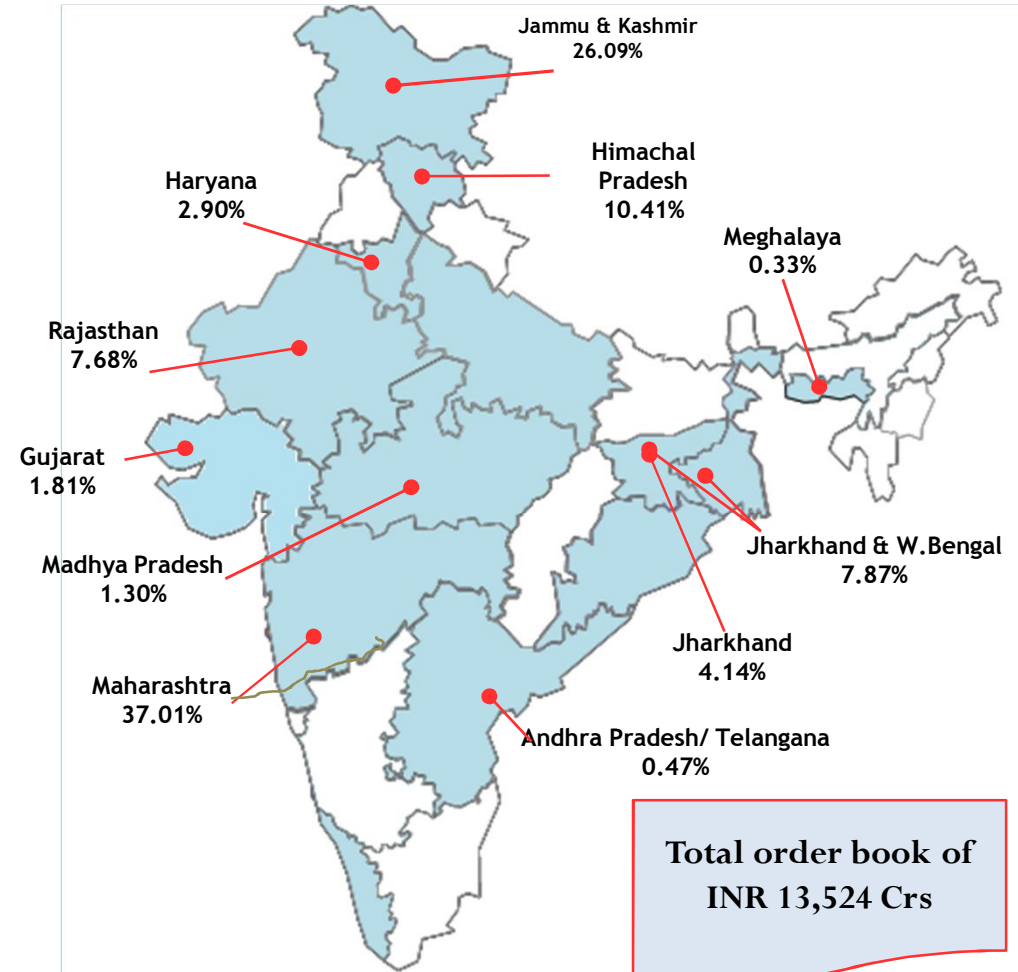 Jammu & Kashmir
26.09%
Himachal
Pradesh
10.41%
Haryana
2.90%
Meghalaya
0.33%
Rajasthan
7.68%
Gujarat
1.81%
Madhya Pradesh
1.30%
Jharkhand & W.Bengal
7.87%
Jharkhand
4.14%
Maharashtra
37.01%
Andhra Pradesh/ Telangana
0.47%
Total order book of
INR 13,524 Crs